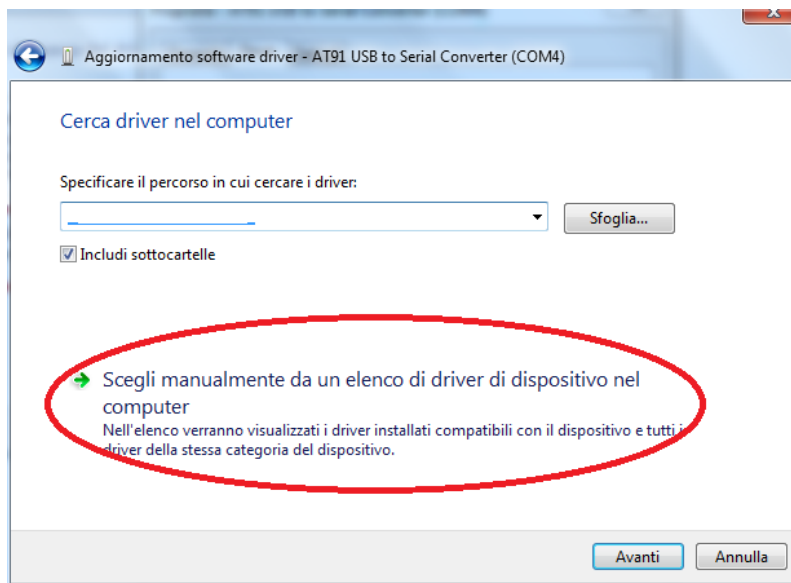 Aggiornamento software driver - AT91 USB to Serial Converter (COM4)
Cerca driver nel computer
Specificare il percorso in cui cercare i driver:
Sfoglia...
Includi sottocartelle
Scegli manualmente da un elenco di driver di dispositivo nel
computer
Nell'elenco verranno visualizzati i driver installati compatibili con il dispositivo e tutti i
driver della stessa categoria del dispositivo.
Avanti
Annulla